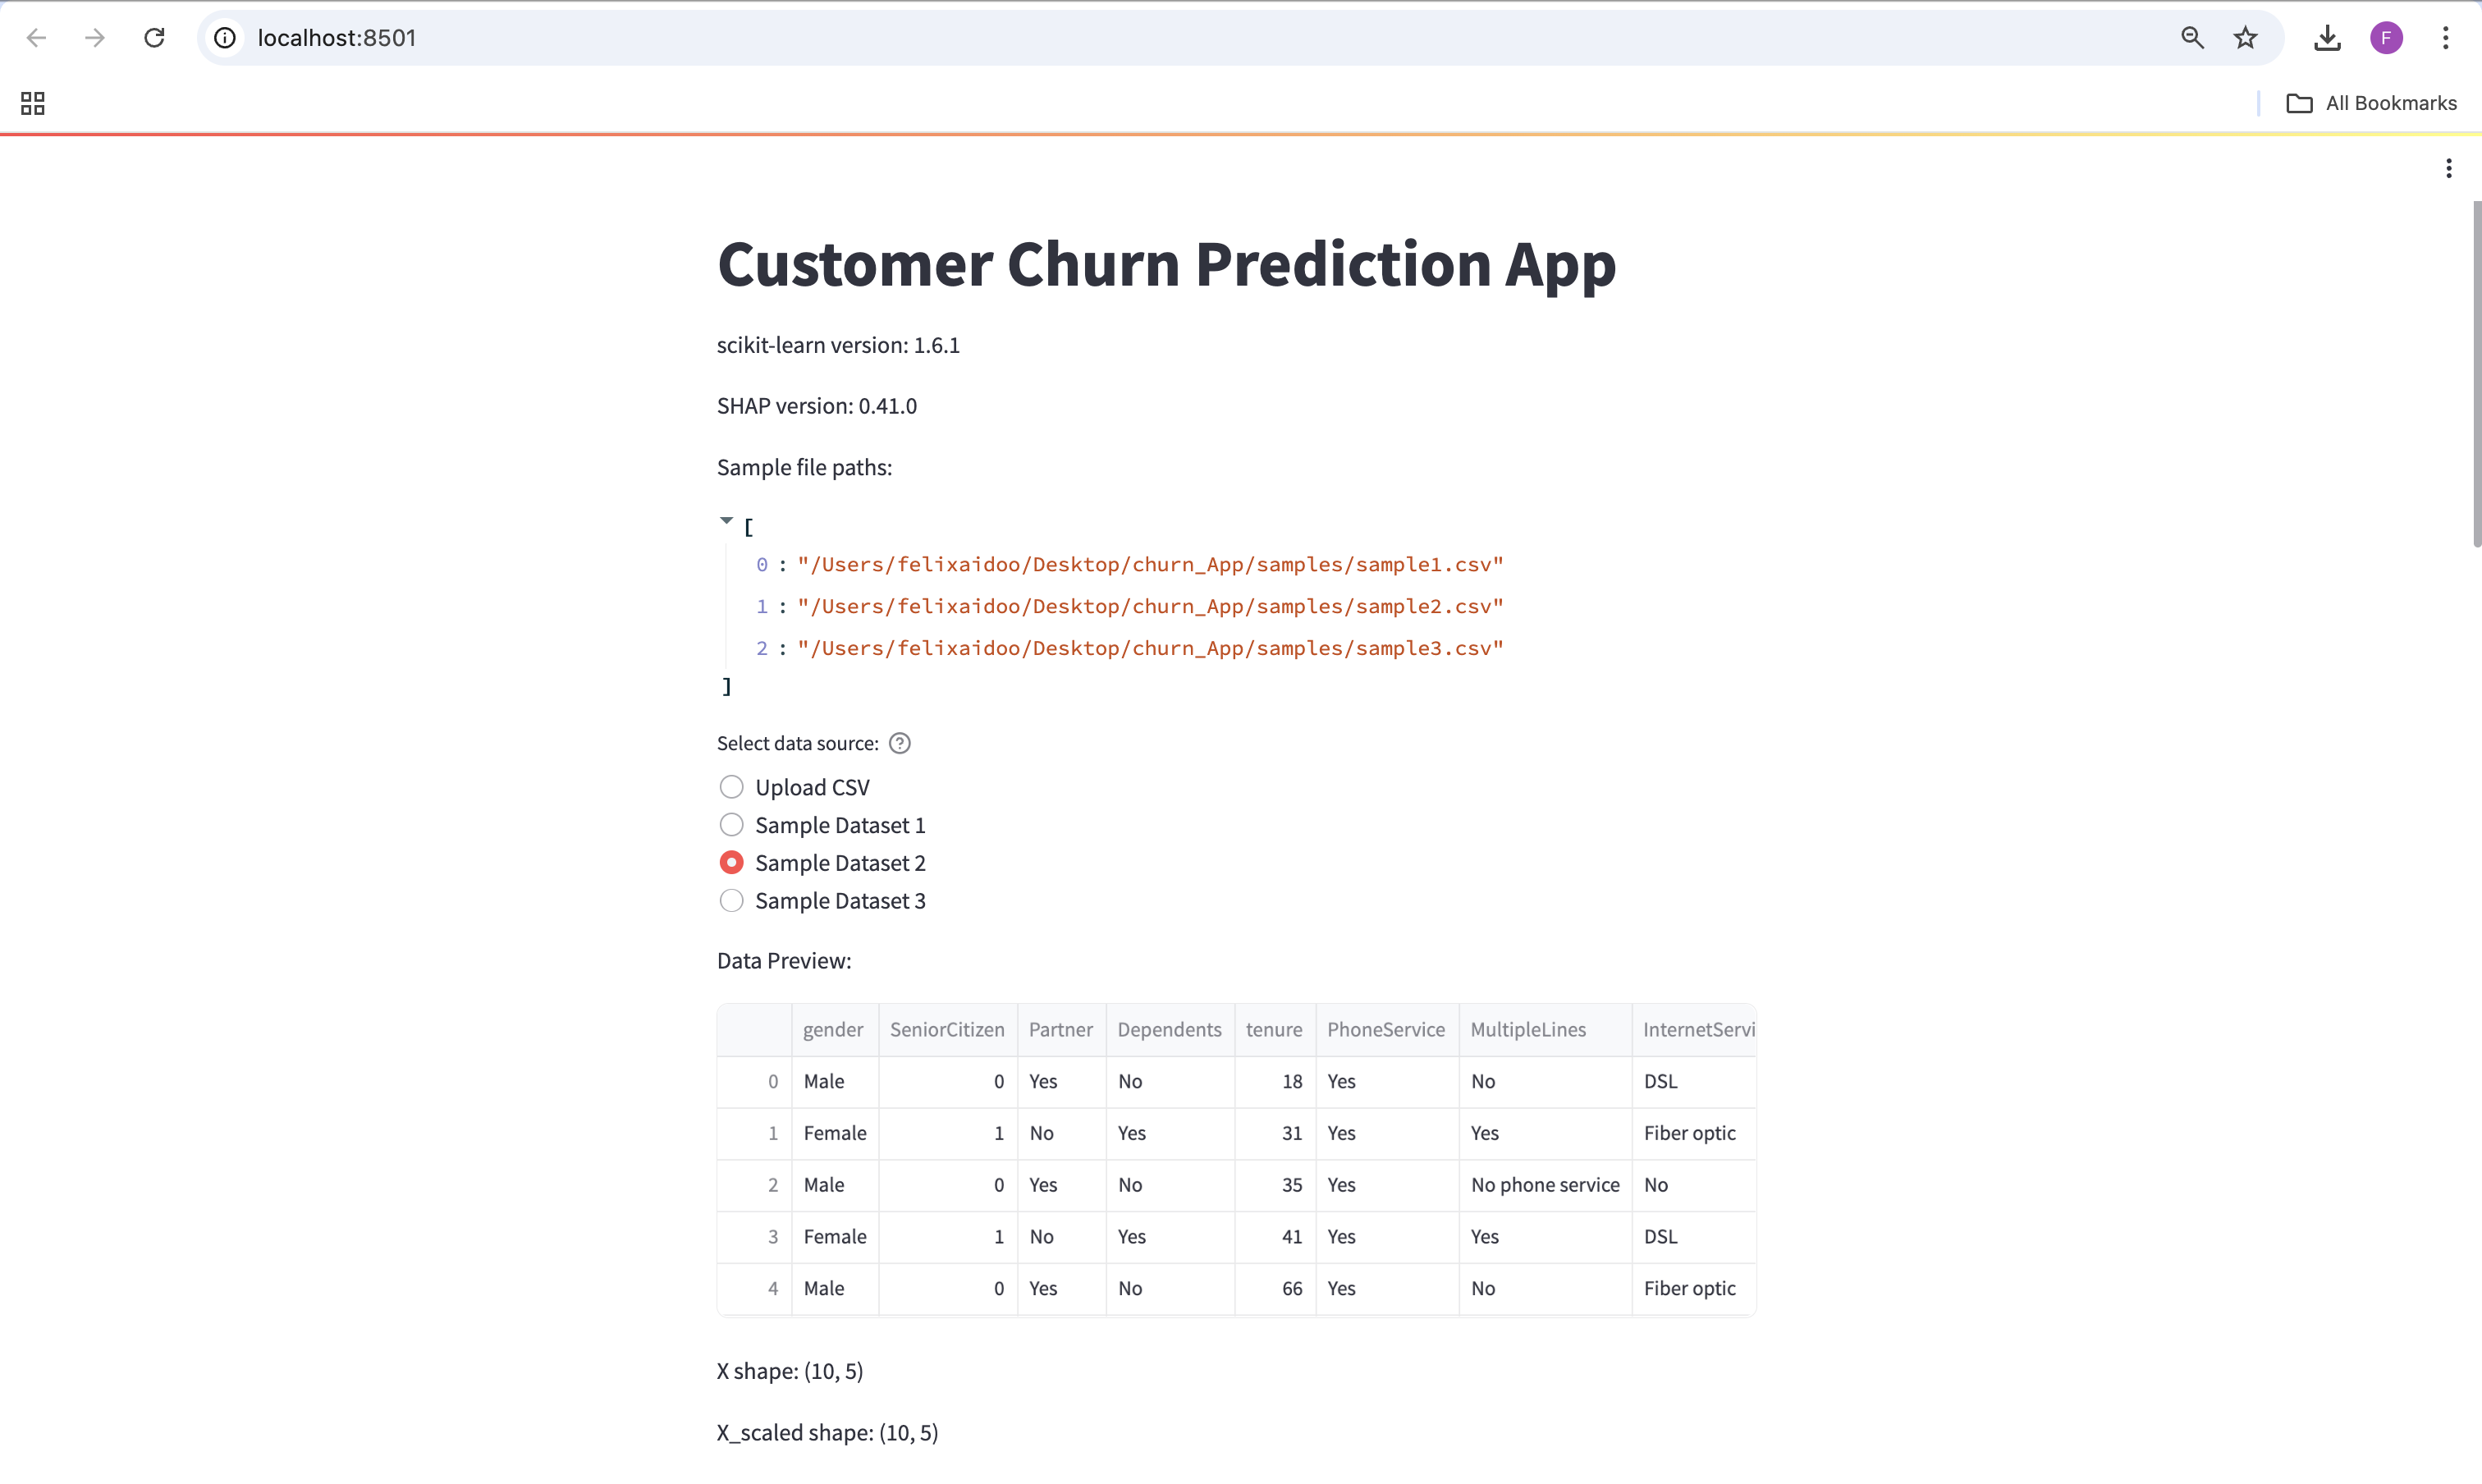 localhost:8501
F
All Bookmarks
Customer Churn Prediction App
scikit-learn version: 1.6.1
SHAP version: 0.41.0
Sample file paths:
[
0 : "/Users/felixaidoo/Desktop/churn_App/samples/sample1.csv"
1 : "/Users/felixaidoo/Desktop/churn_App/samples/sample2.csv"
2 : "/Users/felixaidoo/Desktop/churn_App/samples/sample3.csv"
]
Select data source: ?
Upload CSV
Sample Dataset 1
Sample Dataset 2
Sample Dataset 3
Data Preview:
gender SeniorCitizen Partner Dependents tenure PhoneService MultipleLines InternetServi
0 Male 0 Yes No 18 Yes No DSL
1 Female 1 No Yes 31 Yes Yes Fiber optic
2 Male 0 Yes No 35 Yes No phone service No
3 Female 1 No Yes 41 Yes Yes DSL
4 Male 0 Yes No 66 Yes No Fiber optic
X shape: (10, 5)
X_scaled shape: (10, 5)